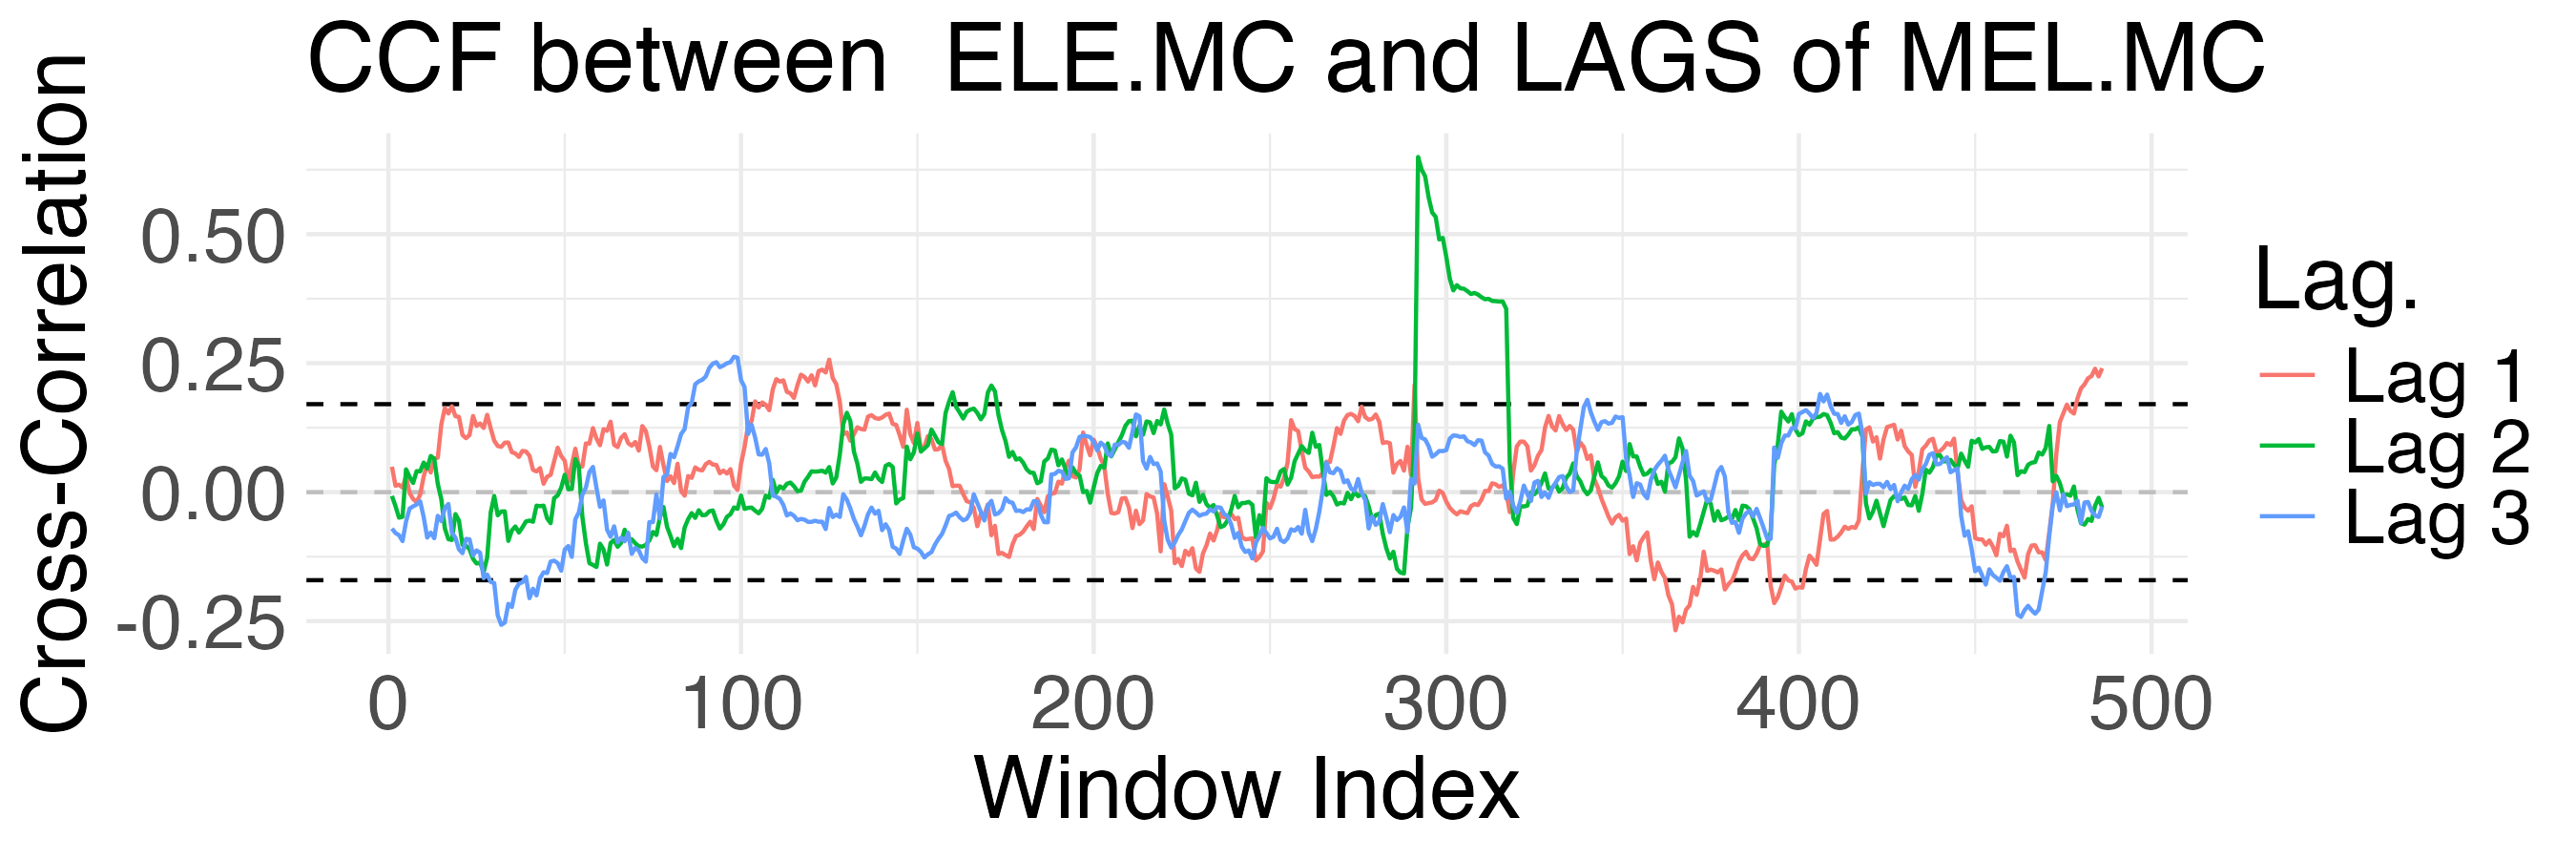 CCF between  ELE.MC and LAGS of MEL.MC
Cross-Correlation
0.50
0.25
0.00
-0.25
0 100 200 300 400 500
Window Index
Lag.
Lag 1
Lag 2
Lag 3